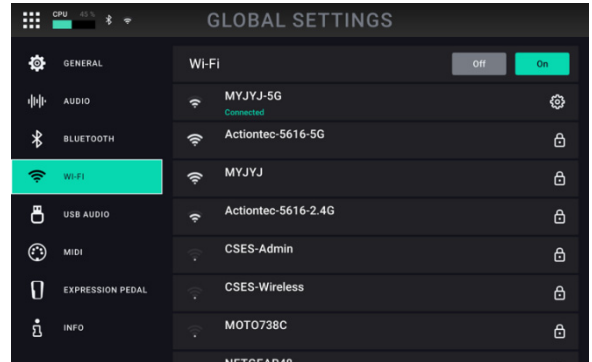 CPU 45 %
GLOBAL SETTINGS
GENERAL
AUDIO
BLUETOOTH
WI-FI
USB AUDIO
MIDI
EXPRESSION PEDAL
INFO
Wi-Fi
Off
On
MYJYJ-5G
Connected
Actiontec-5616-5G
MYJYJ
Actiontec-5616-2.4G
CSES-Admin
CSES-Wireless
MOTO738C